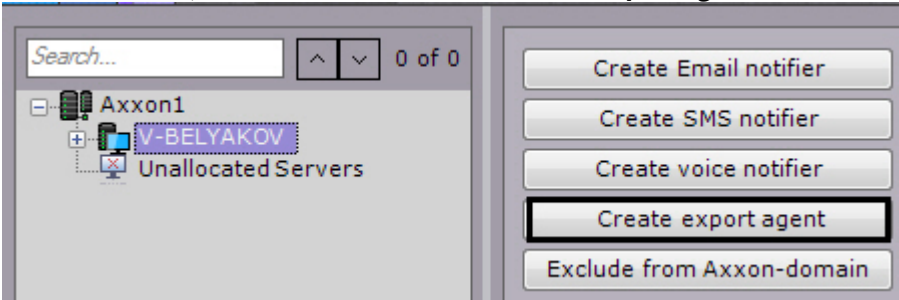 Search...
0 of 0
Axxon1
V-BELYAKOV
Unallocated Servers
Create Email notifier
Create SMS notifier
Create voice notifier
Create export agent
Exclude from Axxon-domain